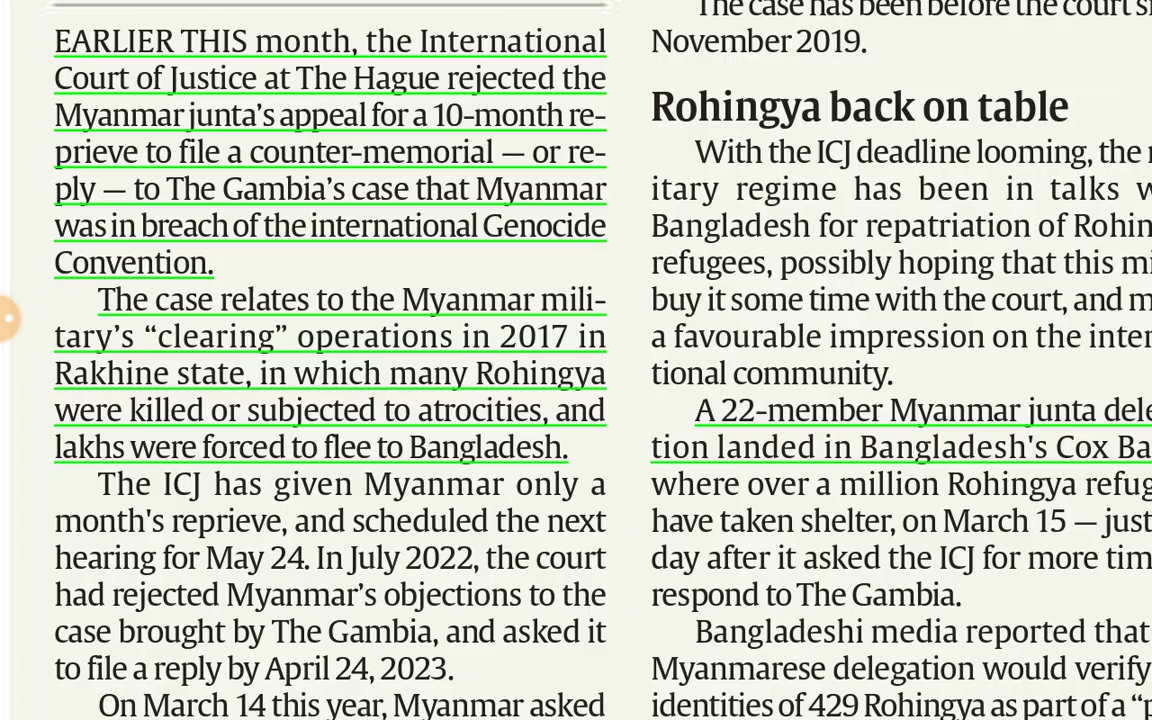 EARLIER THIS month, the International
Court of Justice at The Hague rejected the
Myanmar junta’s appeal for a 10-month re-
prieve to file a counter-memorial — or re-
ply — to The Gambia’s case that Myanmar
was in breach of the international Genocide
Convention.
The case relates to the Myanmar mili-
tary’s “clearing” operations in 2017 in
Rakhine state, in which many Rohingya
were killed or subjected to atrocities, and
lakhs were forced to flee to Bangladesh.
The ICJ has given Myanmar only a
month's reprieve, and scheduled the next
hearing for May 24. In July 2022, the court
had rejected Myanmar’s objections to the
case brought by The Gambia, and asked it
to file a reply by April 24, 2023.
On March 14 this year, Myanmar asked
The case has been before the court
November 2019.
Rohingya back on table
With the ICJ deadline looming, the
itary regime has been in talks
Bangladesh for repatriation of
refugees, possibly hoping that this
buy it some time with the court, and
a favourable impression on the
tional community.
A 22-member Myanmar junta
tion landed in Bangladesh's Cox
where over a million Rohingya
have taken shelter, on March 15 — just
day after it asked the ICJ for more
respond to The Gambia.
Bangladeshi media reported that
Myanmarese delegation would verify
identities of 429 Rohingya as part of a